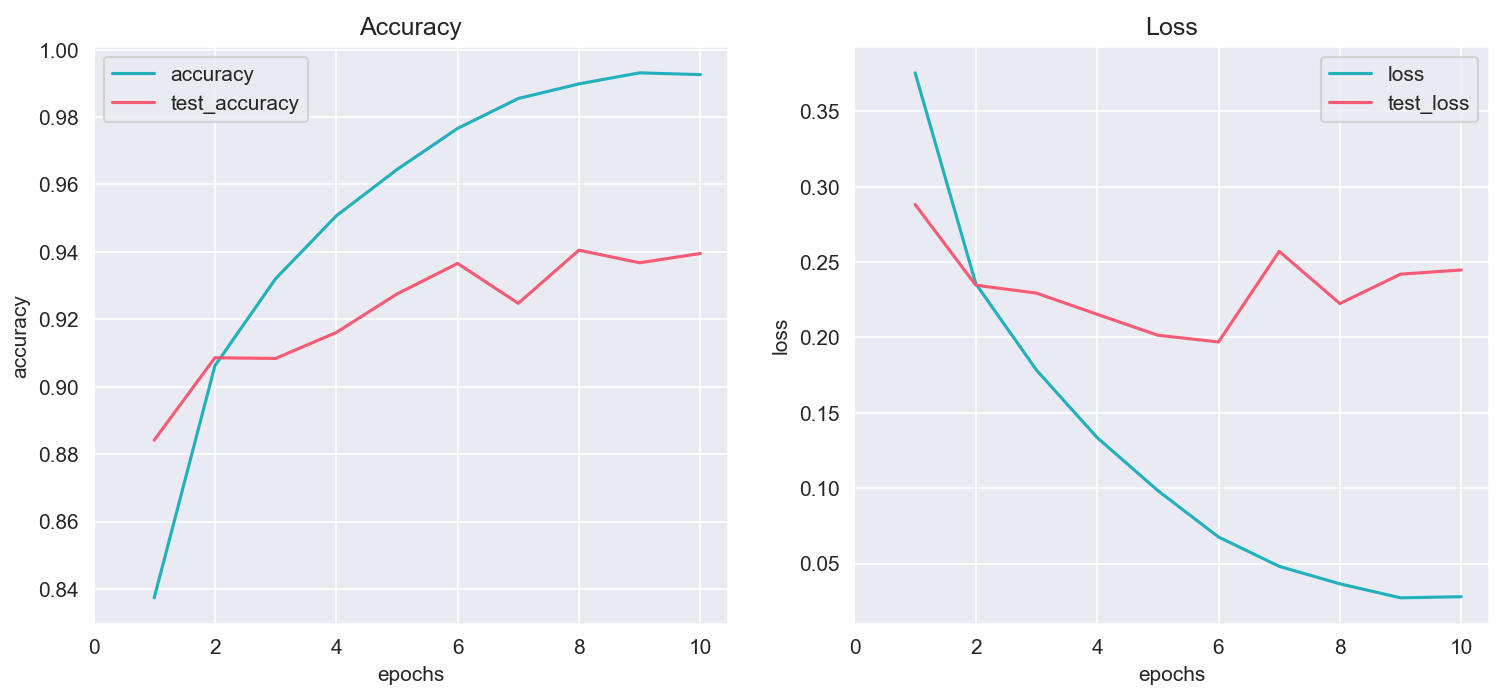 Accuracy
accuracy
test_accuracy
1.00
0.98
0.96
0.94
0.92
0.90
0.88
0.86
0.84
accuracy
0 2 4 6 8 10
epochs
Loss
loss
test_loss
0.35
0.30
0.25
0.20
0.15
0.10
0.05
loss
0 2 4 6 8 10
epochs